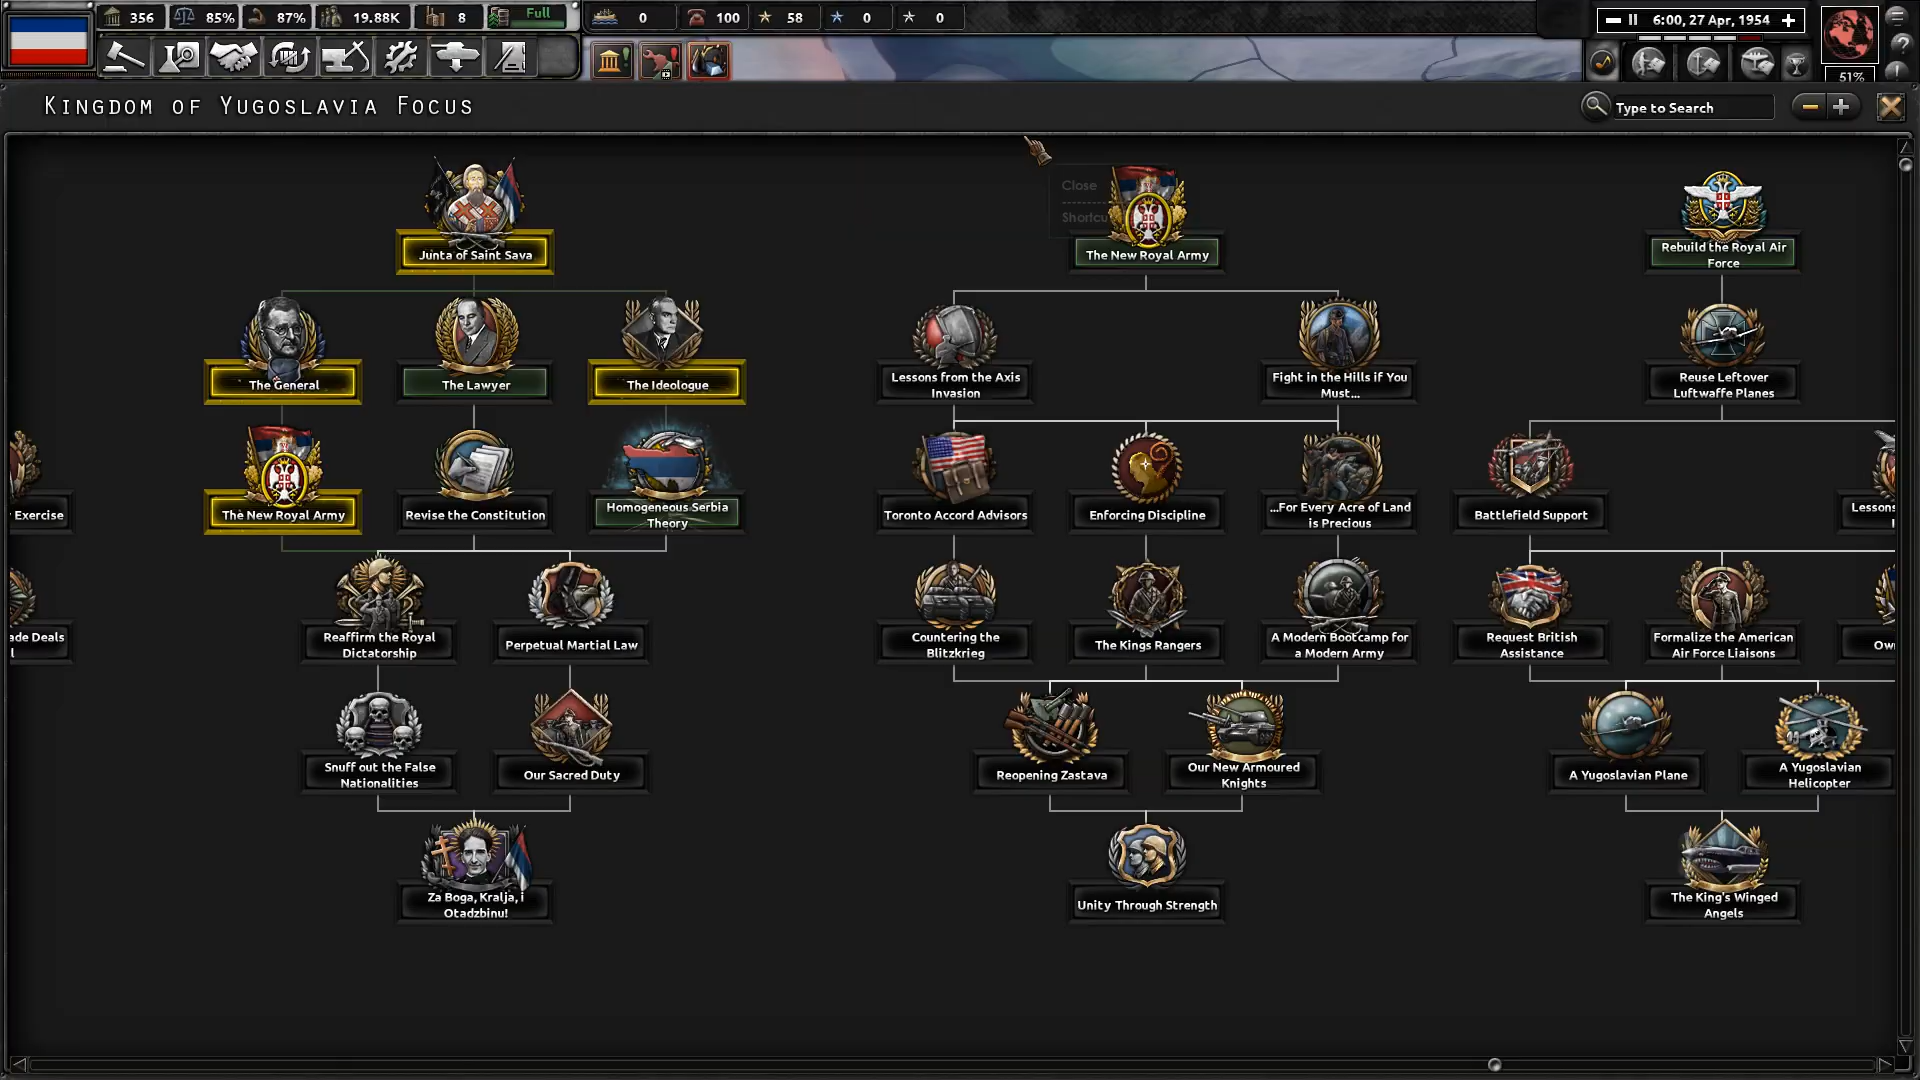 356
85%
87%
19.88K
8
Full
0
100
58
0
0
6:00, 27 Apr, 1954
51%
Kingdom of Yugoslavia Focus
Type to Search
Close
Junta of Saint Sava
The New Royal Army
Rebuild the Royal Air
Force
The General
The Lawyer
The Ideologue
Lessons from the Axis
Invasion
Fight in the Hills if You
Must...
Reuse Leftover
Luftwaffe Planes
r Exercise
The New Royal Army
Revise the Constitution
Homogeneous Serbia
Theory
Toronto Accord Advisors
Enforcing Discipline
...For Every Acre of Land
is Precious
Battlefield Support
Lessons
ade Deals
Reaffirm the Royal
Dictatorship
Perpetual Martial Law
Countering the
Blitzkrieg
The Kings Rangers
A Modern Bootcamp for
a Modern Army
Request British
Assistance
Formalize the American
Air Force Liaisons
Snuff out the False
Nationalities
Our Sacred Duty
Reopening Zastava
Our New Armoured
Knights
A Yugoslavian Plane
A Yugoslavian
Helicopter
Za Boga, Kralja, i
Otadzbinu!
Unity Through Strength
The King's Winged
Angels